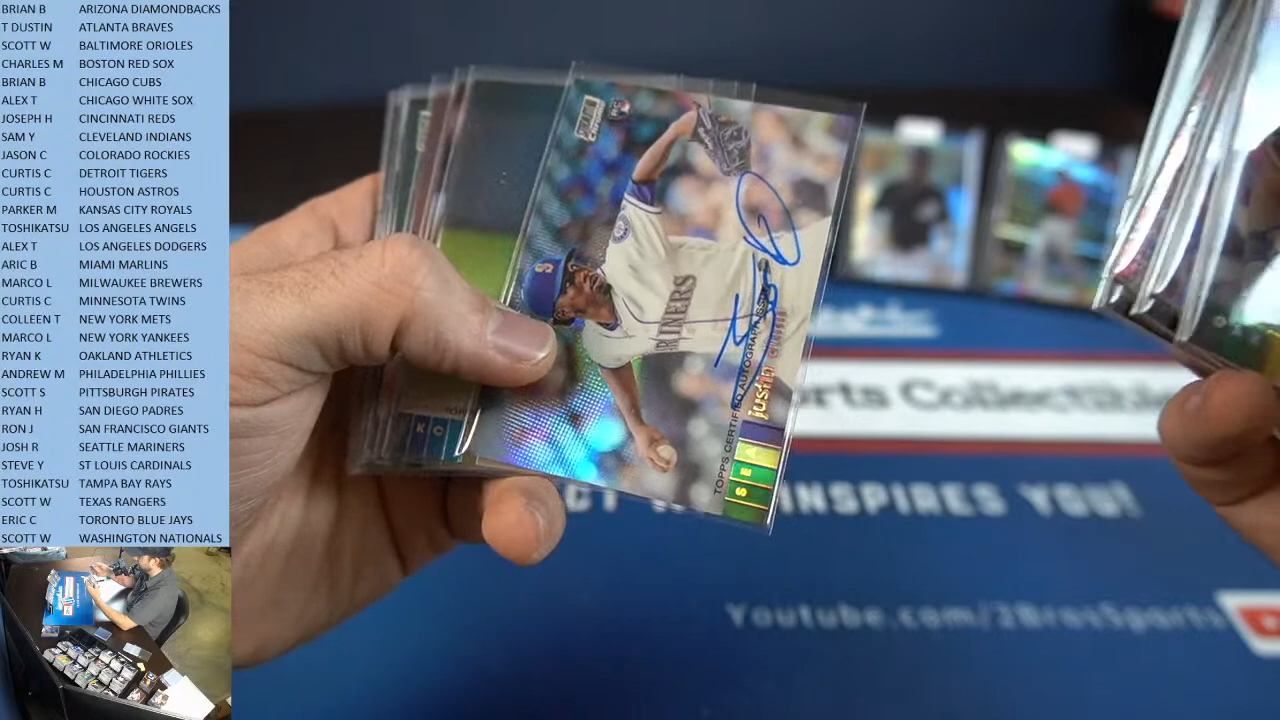 BRIAN B ARIZONA DIAMONDBACKS
T DUSTIN ATLANTA BRAVES
SCOTT W BALTIMORE ORIOLES
CHARLES M BOSTON RED SOX
BRIAN B CHICAGO CUBS
ALEX T CHICAGO WHITE SOX
JOSEPH H CINCINNATI REDS
SAM Y CLEVELAND INDIANS
JASON C COLORADO ROCKIES
CURTIS C DETROIT TIGERS
CURTIS C HOUSTON ASTROS
PARKER M KANSAS CITY ROYALS
TOSHIKATSU LOS ANGELES ANGELS
ALEX T LOS ANGELES DODGERS
ARIC B MIAMI MARLINS
MARCO L MILWAUKEE BREWERS
CURTIS C MINNESOTA TWINS
COLLEEN T NEW YORK METS
MARCO L NEW YORK YANKEES
RYAN K OAKLAND ATHLETICS
ANDREW M PHILADELPHIA PHILLIES
SCOTT S PITTSBURGH PIRATES
RYAN H SAN DIEGO PADRES
RON J SAN FRANCISCO GIANTS
JOSH R SEATTLE MARINERS
STEVE Y ST LOUIS CARDINALS
TOSHIKATSU TAMPA BAY RAYS
SCOTT W TEXAS RANGERS
ERIC C TORONTO BLUE JAYS
SCOTT W WASHINGTON NATIONALS
RINERS
TOPPS CERTIFIED AUTOGRAPH ISSUE
justin
SEA
KC
rts Collectible
INSPIRES YOU!
Youtube.com/2BrosSports